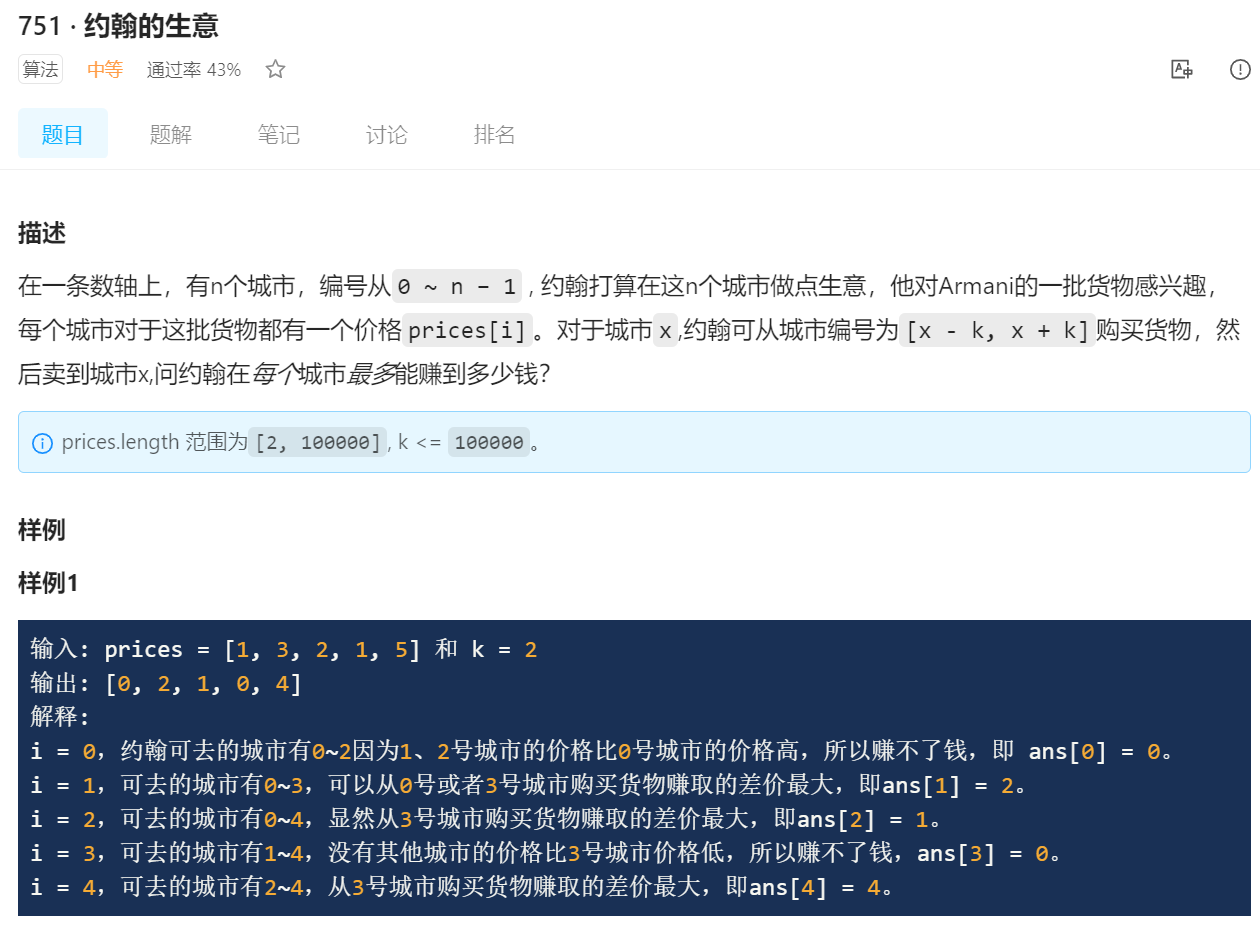 751 · 约翰的生意
算法 中等 通过率 43%
题目 题解 笔记 讨论 排名
描述
在一条数轴上，有n个城市，编号从 0 ~ n – 1 , 约翰打算在这n个城市做点生意，他对Armani的一批货物感兴趣，
每个城市对于这批货物都有一个价格 prices[i] 。对于城市 x ,约翰可从城市编号为 [x - k, x + k] 购买货物，然
后卖到城市x,问约翰在每个城市最多能赚到多少钱？
prices.length 范围为 [2, 100000] , k <= 100000 。
样例
样例1
输入: prices = [1, 3, 2, 1, 5] 和 k = 2
输出: [0, 2, 1, 0, 4]
解释:
i = 0，约翰可去的城市有0~2因为1、2号城市的价格比0号城市的价格高，所以赚不了钱，即 ans[0] = 0。
i = 1，可去的城市有0~3，可以从0号或者3号城市购买货物赚取的差价最大，即ans[1] = 2。
i = 2，可去的城市有0~4，显然从3号城市购买货物赚取的差价最大，即ans[2] = 1。
i = 3，可去的城市有1~4，没有其他城市的价格比3号城市价格低，所以赚不了钱，ans[3] = 0。
i = 4，可去的城市有2~4，从3号城市购买货物赚取的差价最大，即ans[4] = 4。